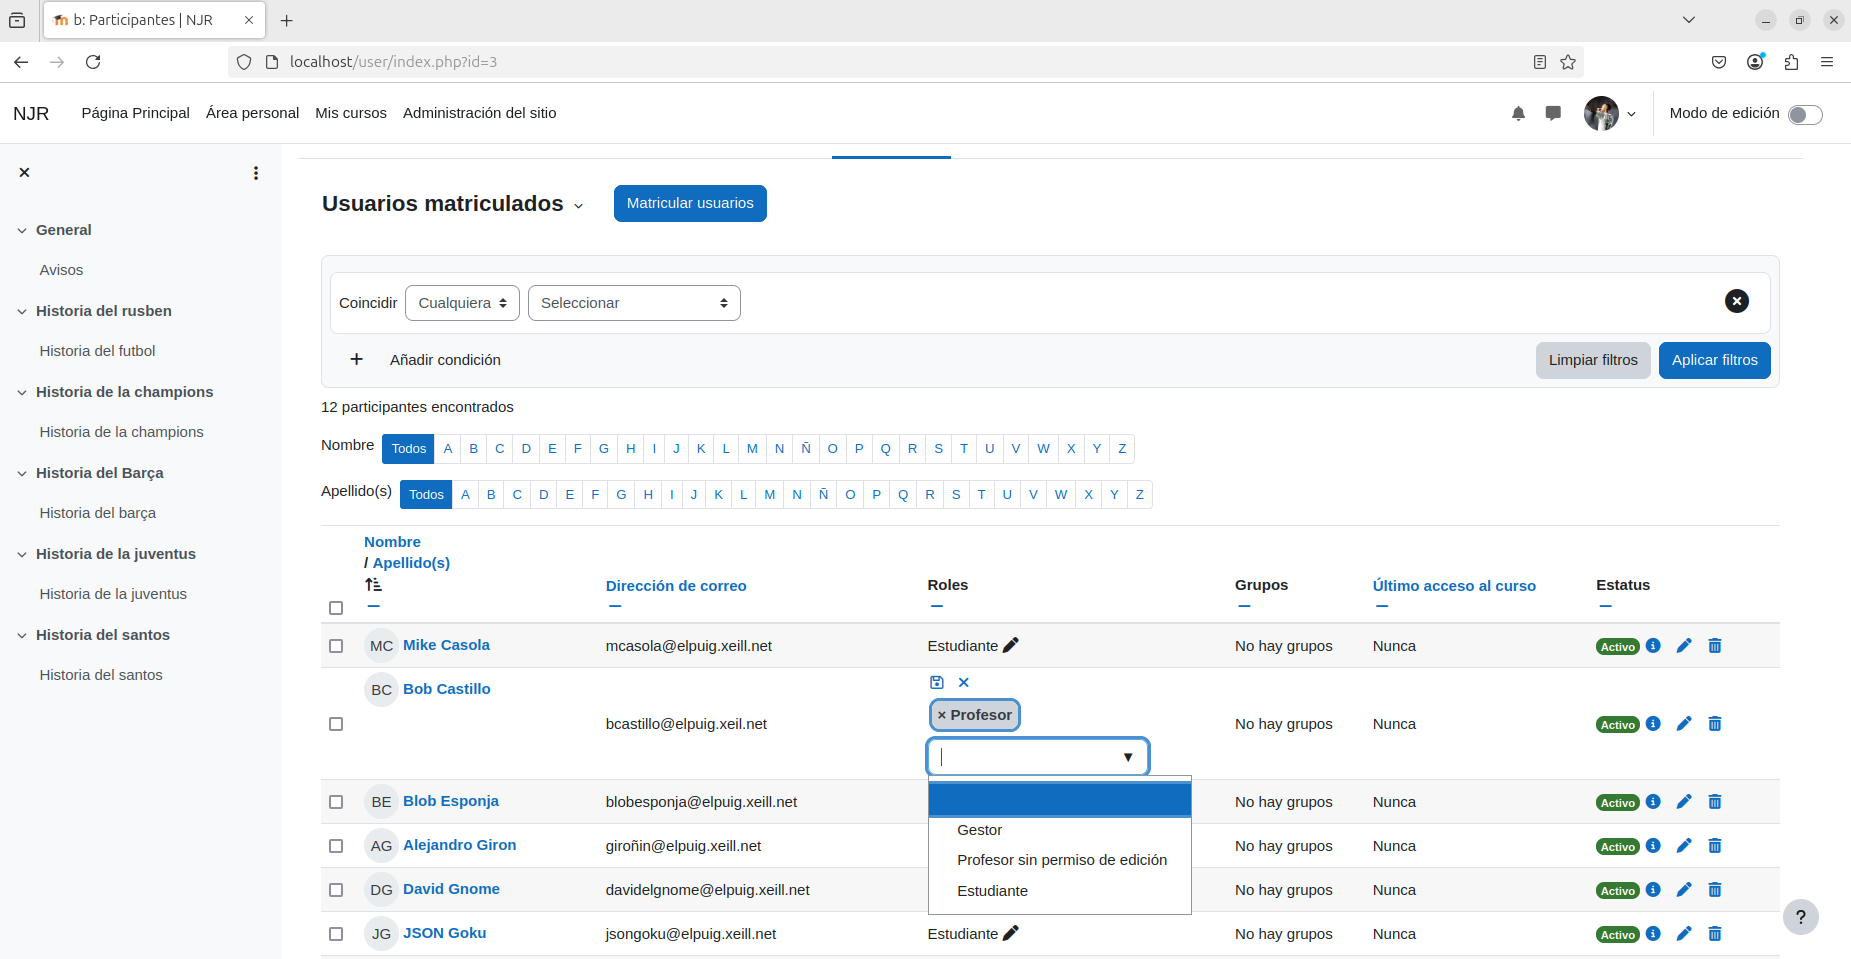 b: Participantes | NJR
localhost/user/index.php?id=3
NJR Página Principal Área personal Mis cursos Administración del sitio Modo de edición
General
Avisos
Historia del rusben
Historia del futbol
Historia de la champions
Historia de la champions
Historia del Barça
Historia del barça
Historia de la juventus
Historia de la juventus
Historia del santos
Historia del santos
Usuarios matriculados Matricular usuarios
Coincidir Cualquiera Seleccionar
Añadir condición Limpiar filtros Aplicar filtros
12 participantes encontrados
Nombre Todos A B C D E F G H I J K L M N Ñ O P Q R S T U V W X Y Z
Apellido(s) Todos A B C D E F G H I J K L M N Ñ O P Q R S T U V W X Y Z
Nombre
/ Apellido(s)
Dirección de correo Roles Grupos Último acceso al curso Estatus
MC Mike Casola mcasola@elpuig.xeill.net Estudiante No hay grupos Nunca Activo
BC Bob Castillo bcastillo@elpuig.xeil.net × Profesor No hay grupos Nunca Activo
BE Blob Esponja blobesponja@elpuig.xeill.net No hay grupos Nunca Activo
Gestor
AG Alejandro Giron giroñin@elpuig.xeill.net No hay grupos Nunca Activo
Profesor sin permiso de edición
DG David Gnome davidelgnome@elpuig.xeill.net Estudiante No hay grupos Nunca Activo
JG JSON Goku jsongoku@elpuig.xeill.net Estudiante No hay grupos Nunca Activo
?